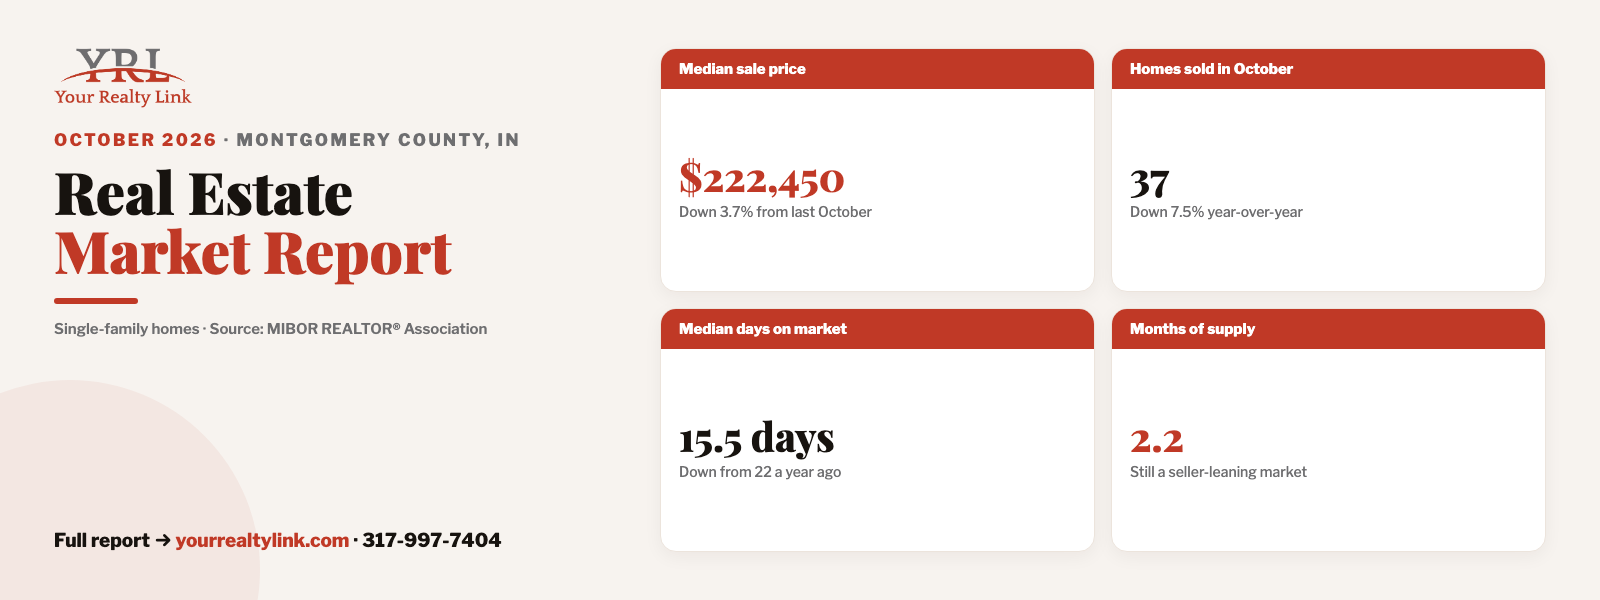 YRL
Your Realty Link
OCTOBER 2026 · MONTGOMERY COUNTY, IN
Real Estate
Market Report
Single-family homes · Source: MIBOR REALTOR® Association
Full report → yourrealtylink.com · 317-997-7404
Median sale price
$222,450
Down 3.7% from last October
Homes sold in October
37
Down 7.5% year-over-year
Median days on market
15.5 days
Down from 22 a year ago
Months of supply
2.2
Still a seller-leaning market